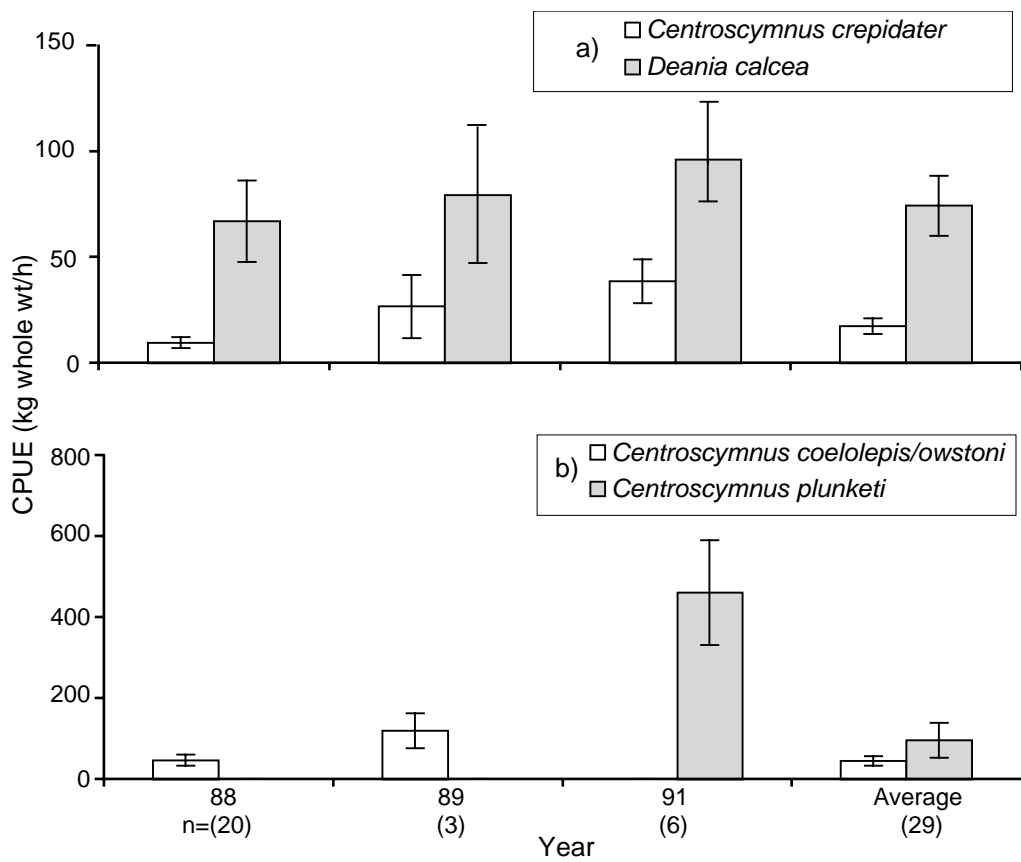 a)
Centroscymnus crepidater
Deania calcea
150
100
50
0
CPUE (kg whole wt/h)
b)
Centroscymnus coelolepis/owstoni
Centroscymnus plunketi
800
600
400
200
0
88 89 91 Average
n=(20) (3) (6) (29)
Year